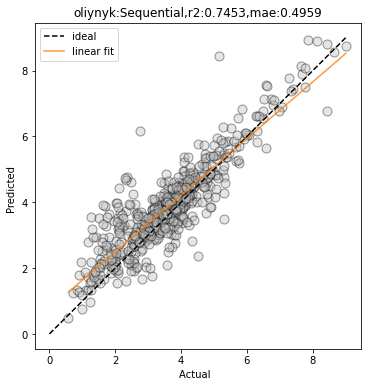 oliynyk:Sequential,r2:0.7453,mae:0.4959
ideal
linear fit
8
6
4
2
0
Predicted
0 2 4 6 8
Actual